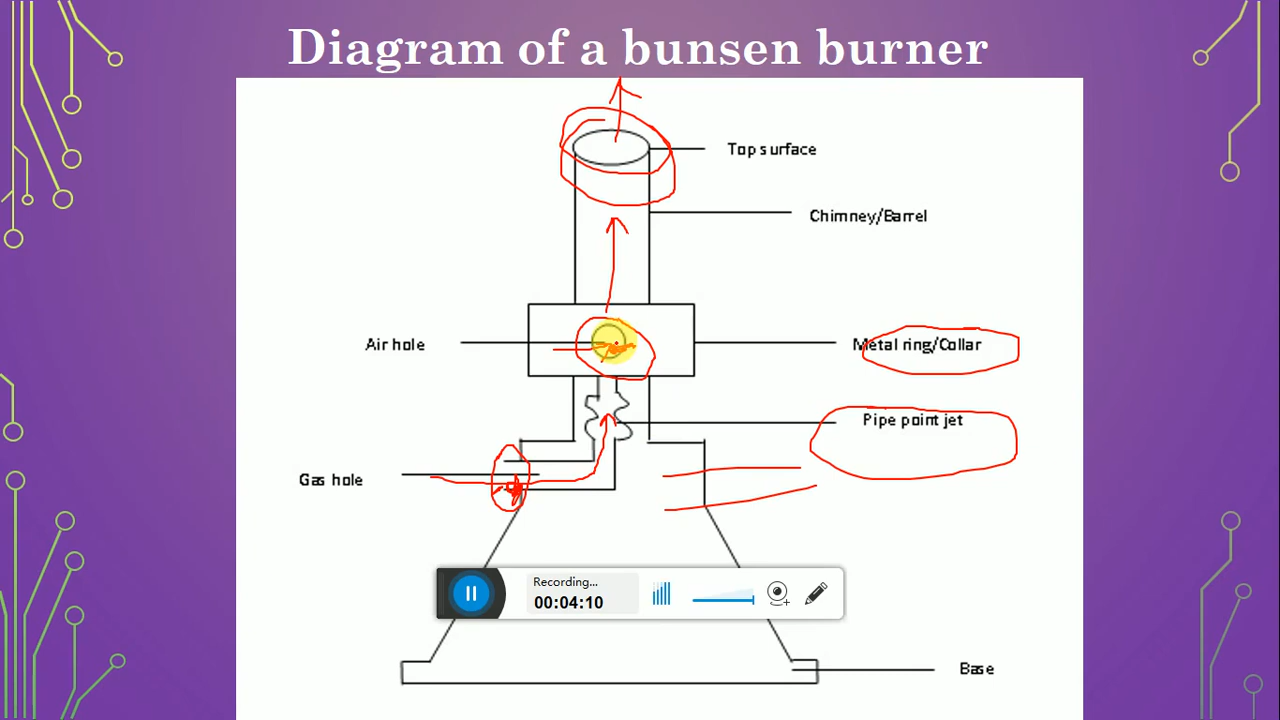 Diagram of a bunsen burner
Top surface
Chimney/Barrel
Air hole
Metal ring/Collar
Pipe point jet
Gas hole
Recording...
00:04:10
Base